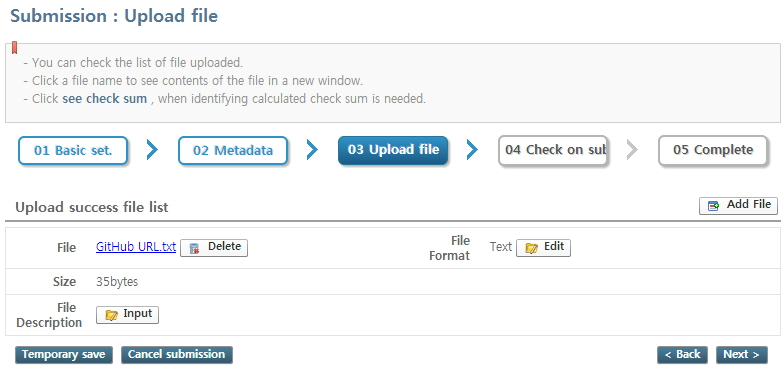 Submission : Upload file
- You can check the list of file uploaded.
- Click a file name to see contents of the file in a new window.
- Click see check sum , when identifying calculated check sum is needed.
01 Basic set. 02 Metadata 03 Upload file 04 Check on sub 05 Complete
Upload success file list Add File
File GitHub URL.txt Delete File Format Text Edit
Size 35bytes
File Description Input
Temporary save Cancel submission < Back Next >